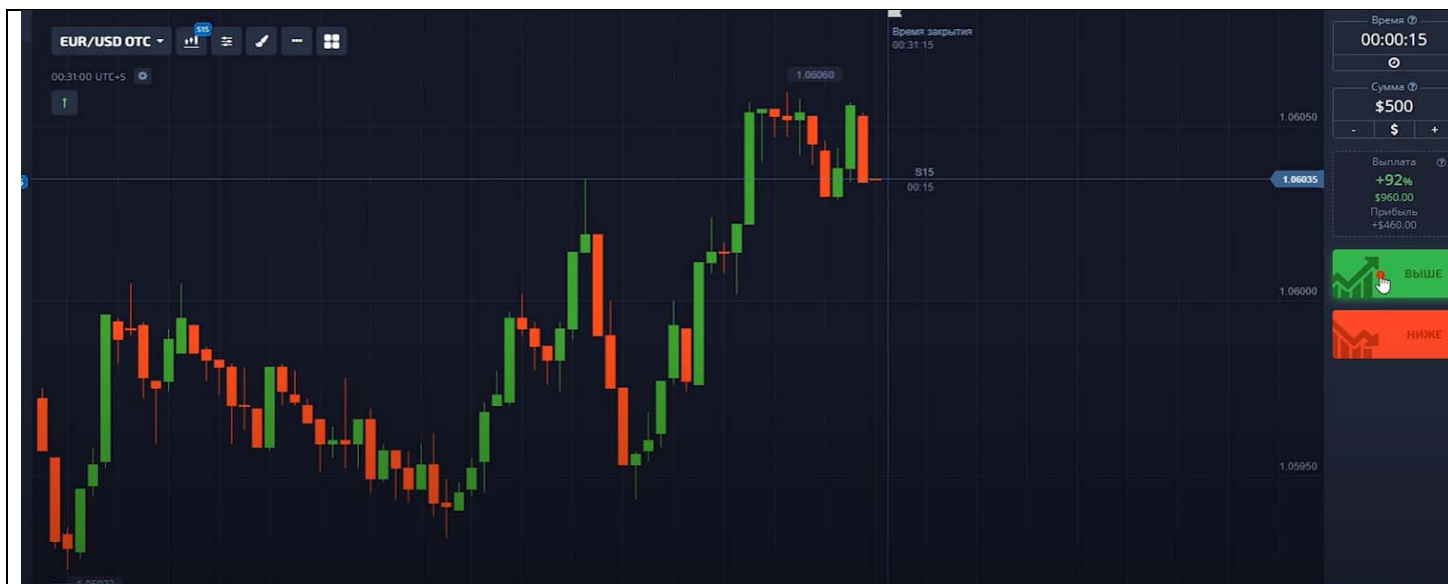 EUR/USD OTC
S15
00:31:00 UTC+5
Время закрытия
00:31:15
1.06060
1.06050
S15
00:15
1.06035
1.06000
1.05950
Время
00:00:15
Сумма
$500
- $ +
Выплата
+92%
$960.00
Прибыль
+$460.00
ВЫШЕ
НИЖЕ